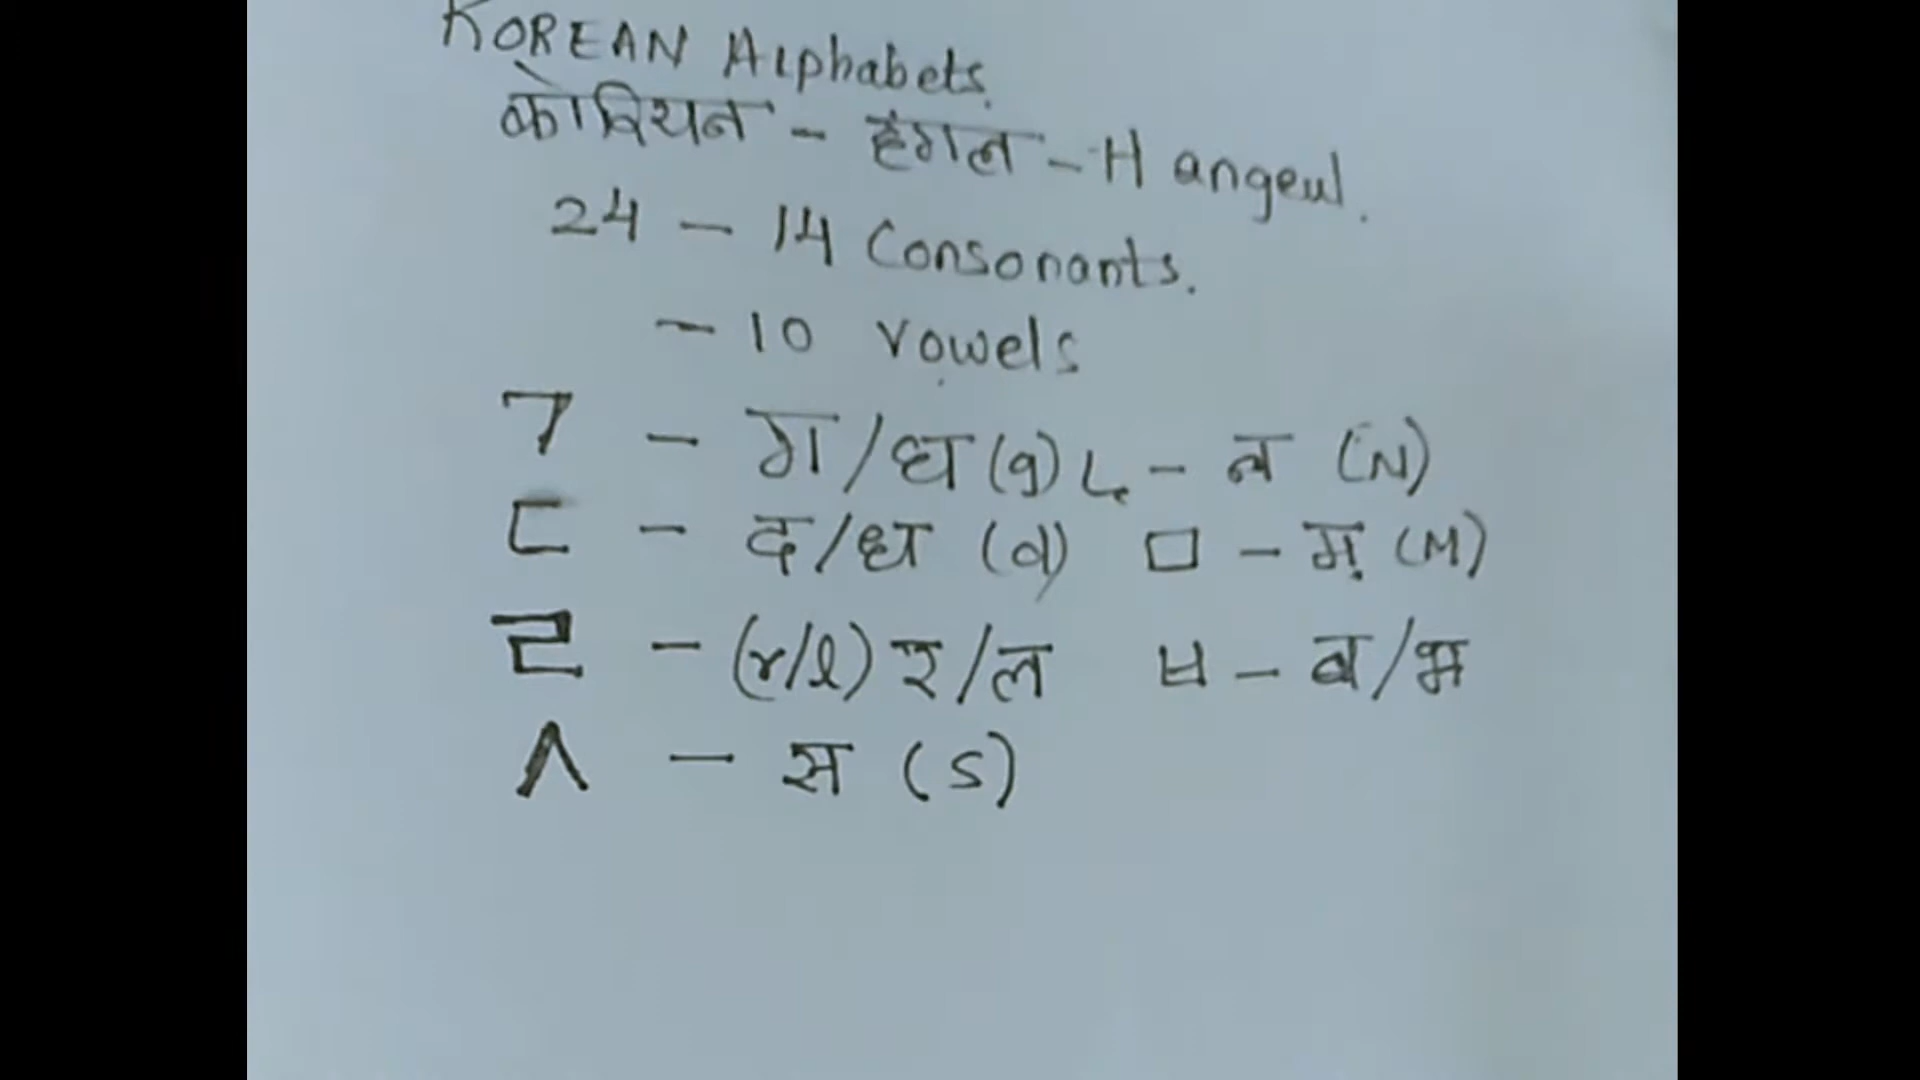 KOREAN Alphabets.
कोरियन - हंगल - Hangeul.
24 - 14 Consonants.
- 10 Vowels
ㄱ - ग/घ (g) ㄴ - न (N)
ㄷ - द/ध (d) ㅁ - म (M)
ㄹ - (r/l) र/ल ㅂ - ब/भ
ㅅ - स (s)